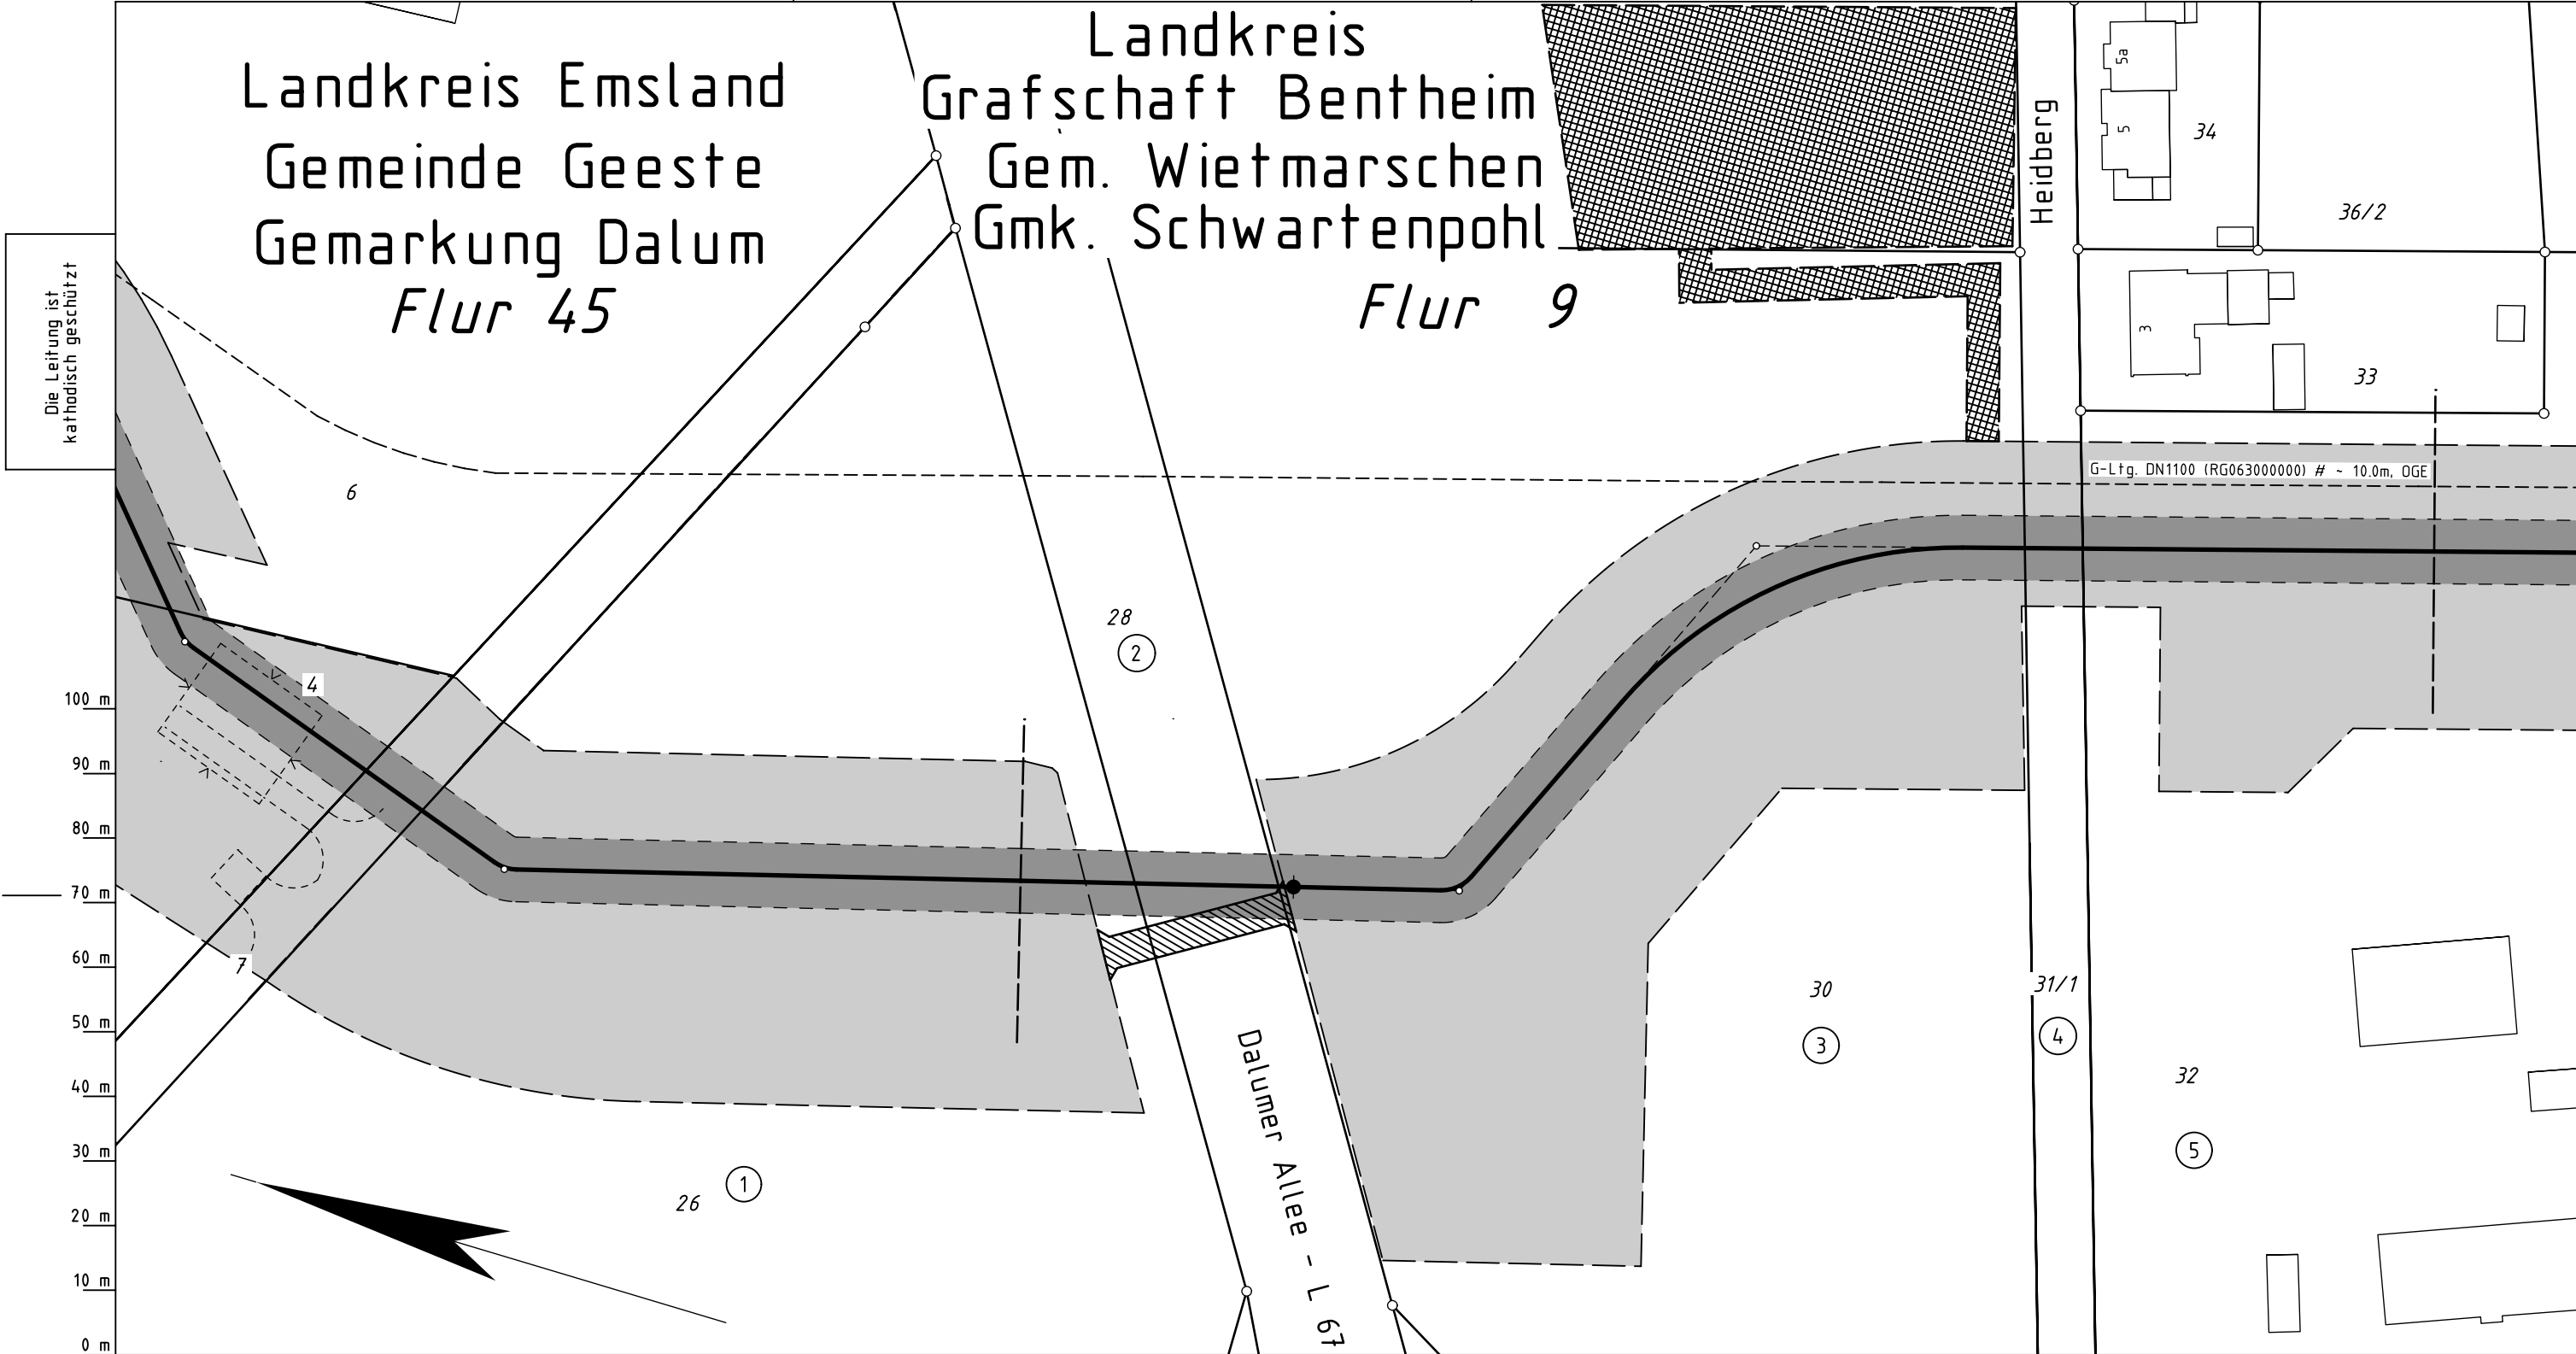 Landkreis Emsland
Gemeinde Geeste
Gemarkung Dalum
Flur 45
Landkreis
Grafschaft Bentheim
Gem. Wietmarschen
Gmk. Schwartenpohl
Flur 9
Heidberg
5a
5
34
36/2
3
33
Die Leitung ist
kathodisch geschützt
G-Ltg. DN1100 (RG063000000) # ~ 10.0m, OGE
6
28
2
4
7
100 m
90 m
80 m
70 m
60 m
50 m
40 m
30 m
20 m
10 m
0 m
30
3
31/1
4
32
5
26
1
Dalumer Allee - L 67